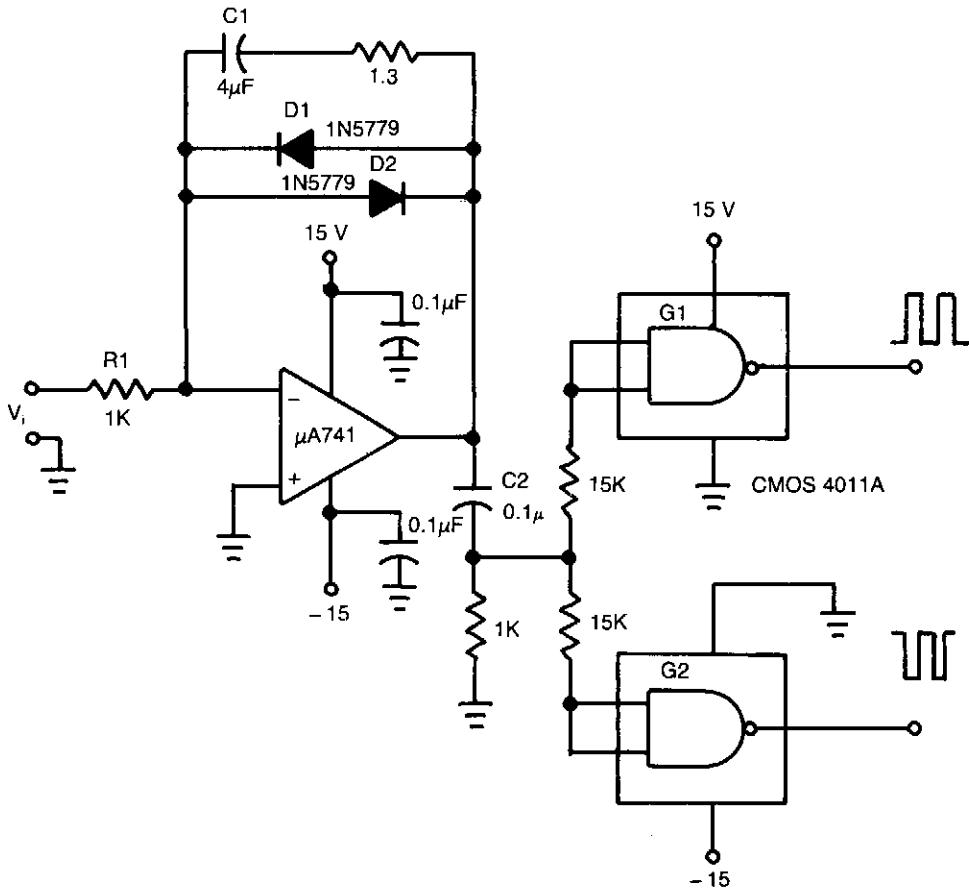 C1
4μF
1.3
D1
1N5779
D2
1N5779
15 V
0.1μF
15 V
G1
R1
1K
Vi
−
μA741
+
C2
0.1μ
15K
CMOS 4011A
0.1μF
−15
1K
15K
G2
−15